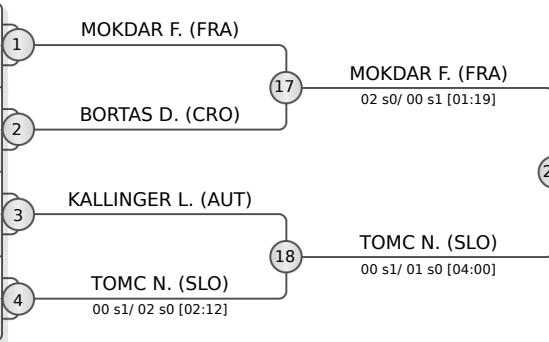 MOKDAR F. (FRA)
1
17
MOKDAR F. (FRA)
02 s0/ 00 s1 [01:19]
BORTAS D. (CRO)
2
2
KALLINGER L. (AUT)
3
18
TOMC N. (SLO)
00 s1/ 01 s0 [04:00]
TOMC N. (SLO)
4
00 s1/ 02 s0 [02:12]